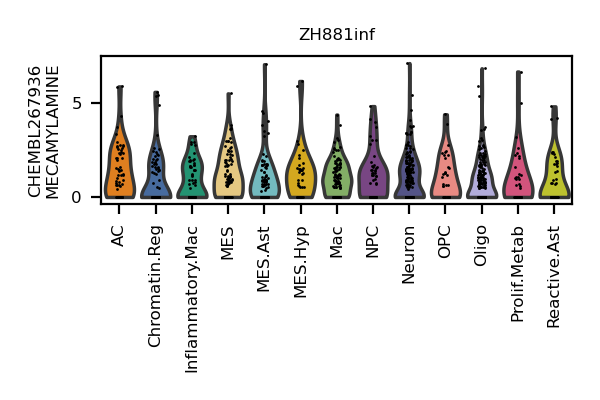 ZH881inf
CHEMBL267936
MECAMYLAMINE
5
0
AC
Chromatin.Reg
Inflammatory.Mac
MES
MES.Ast
MES.Hyp
Mac
NPC
Neuron
OPC
Oligo
Prolif.Metab
Reactive.Ast